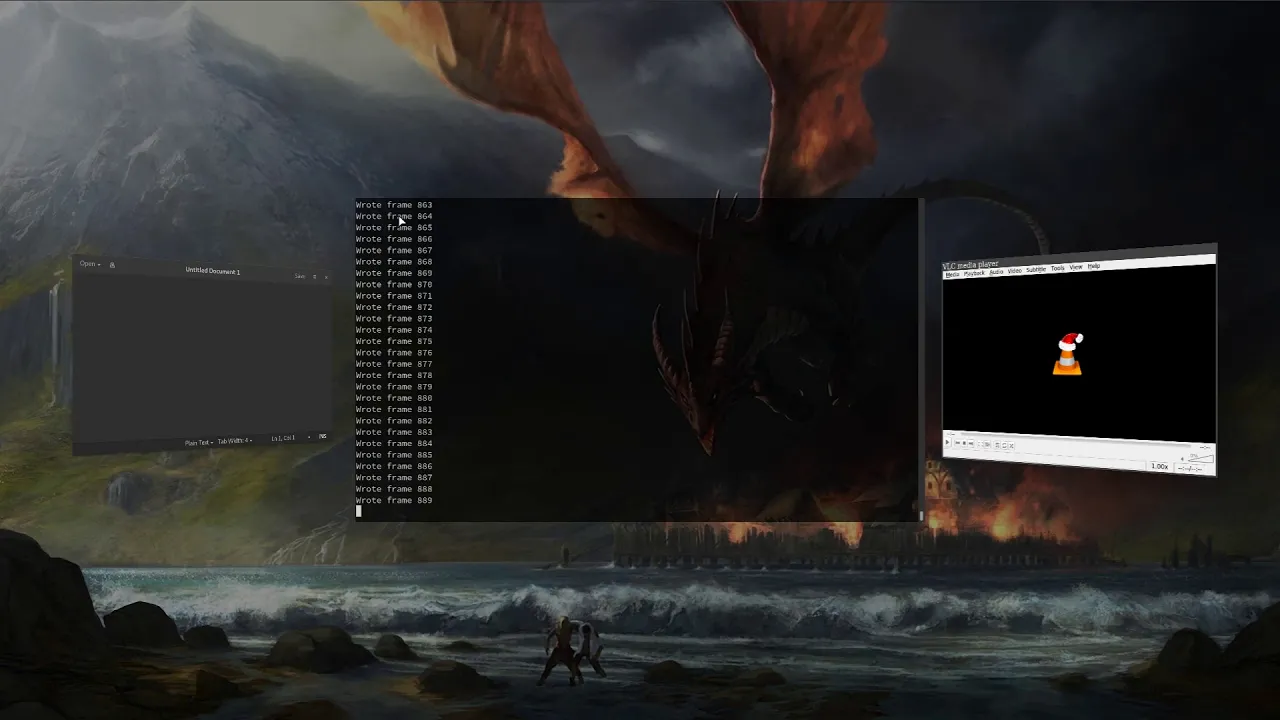 Open
Untitled Document 1
Save
Plain Text
Tab Width: 4
Ln 1, Col 1
INS
Wrote frame 863
Wrote frame 864
Wrote frame 865
Wrote frame 866
Wrote frame 867
Wrote frame 868
Wrote frame 869
Wrote frame 870
Wrote frame 871
Wrote frame 872
Wrote frame 873
Wrote frame 874
Wrote frame 875
Wrote frame 876
Wrote frame 877
Wrote frame 878
Wrote frame 879
Wrote frame 880
Wrote frame 881
Wrote frame 882
Wrote frame 883
Wrote frame 884
Wrote frame 885
Wrote frame 886
Wrote frame 887
Wrote frame 888
Wrote frame 889
VLC media player
Media Playback Audio Video Subtitle Tools View Help
1.00x